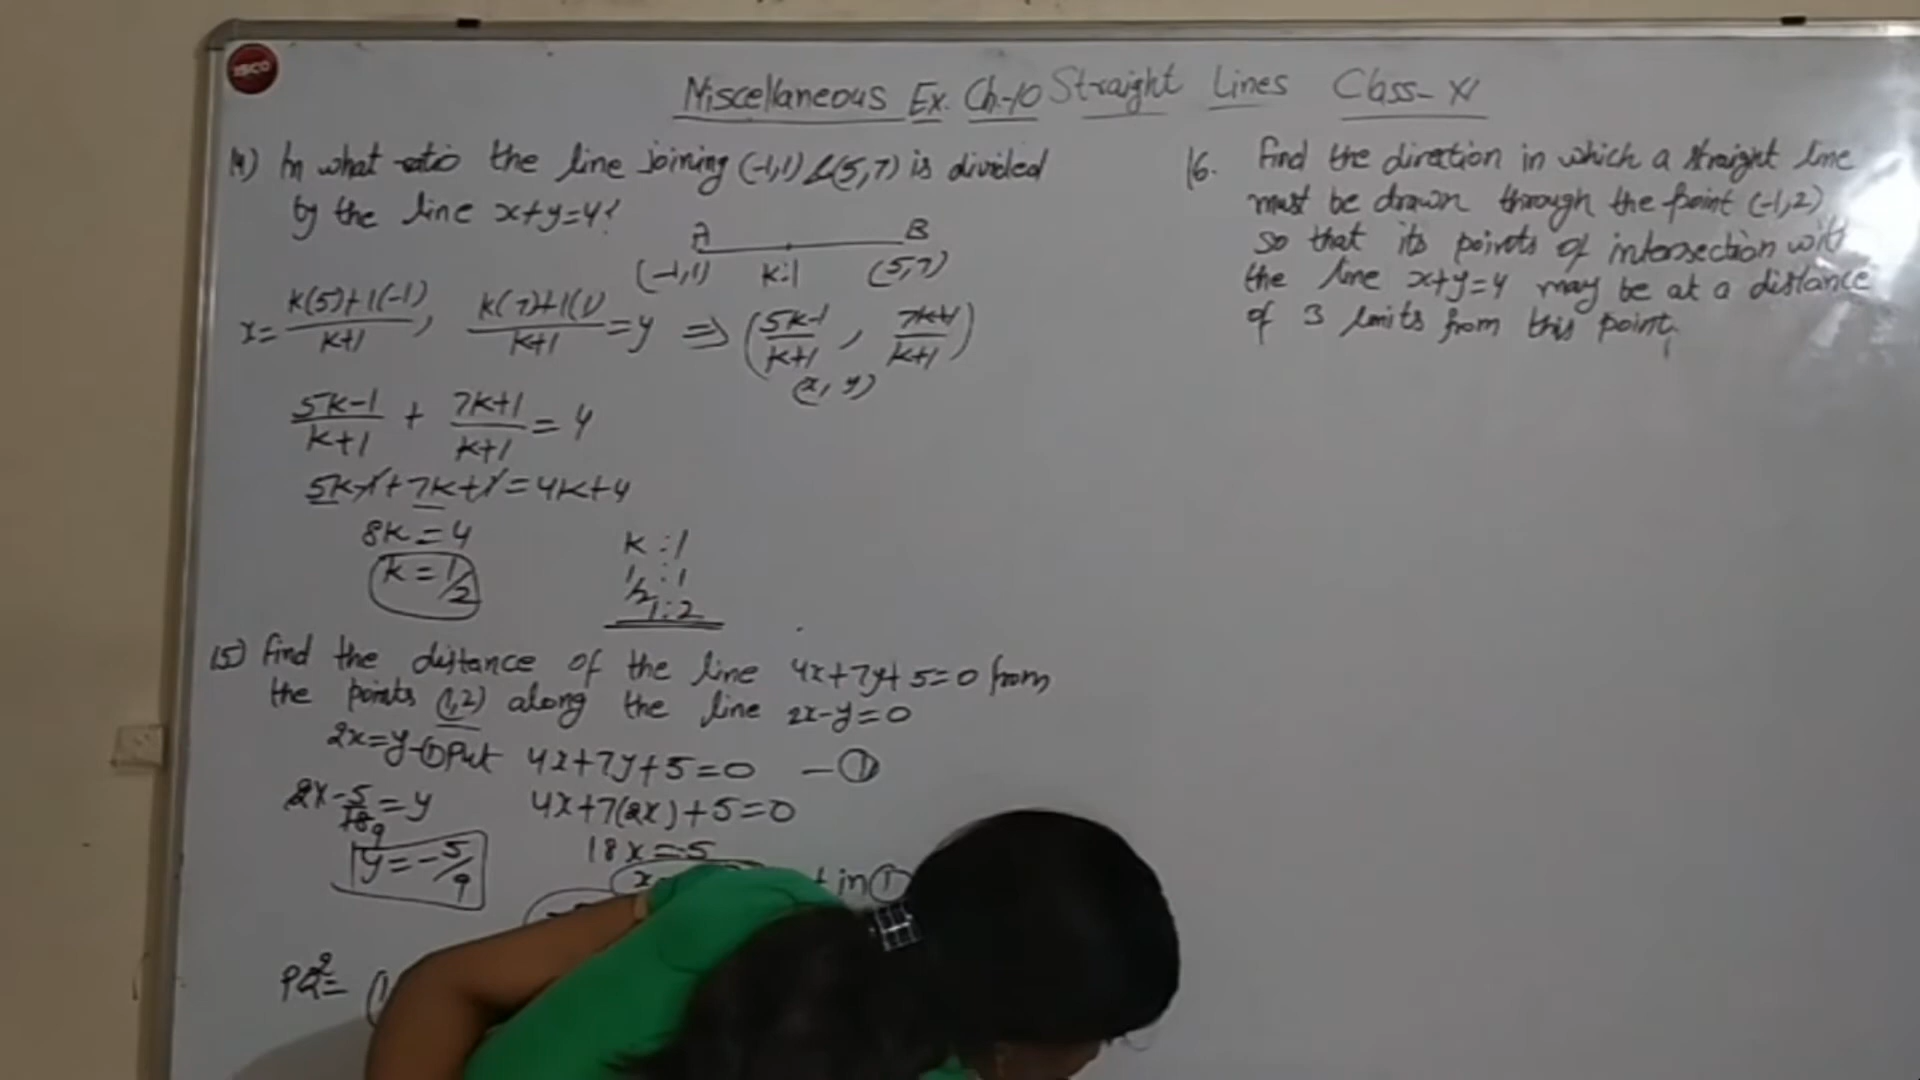 Miscellaneous Ex. Ch.-10 Straight Lines Class-XI
14) In what ratio the line joining (-1,1) & (5,7) is divided
by the line x+y=4?
A B
(-1,1) k:1 (5,7)
x= k(5)+1(-1)/k+1, k(7)+1(1)/k+1 =y ⇒ (5k-1/k+1, 7k+1/k+1)
(x, y)
5k-1/k+1 + 7k+1/k+1 = 4
5k-1+7k+1=4k+4
8k=4
k=1/2
k:1
1/2:1
1:2
15) Find the distance of the line 4x+7y+5=0 from
the points (1,2) along the line 2x-y=0
2x=y-① Put 4x+7y+5=0
2x-5/18 9=y
4x+7(2x)+5=0
18x=-5
y=-5/9
in ①
PQ²=
16. Find the direction in which a straight line
must be drawn through the point (-1,2)
so that its points of intersection with
the line x+y=4 may be at a distance
of 3 units from this point.